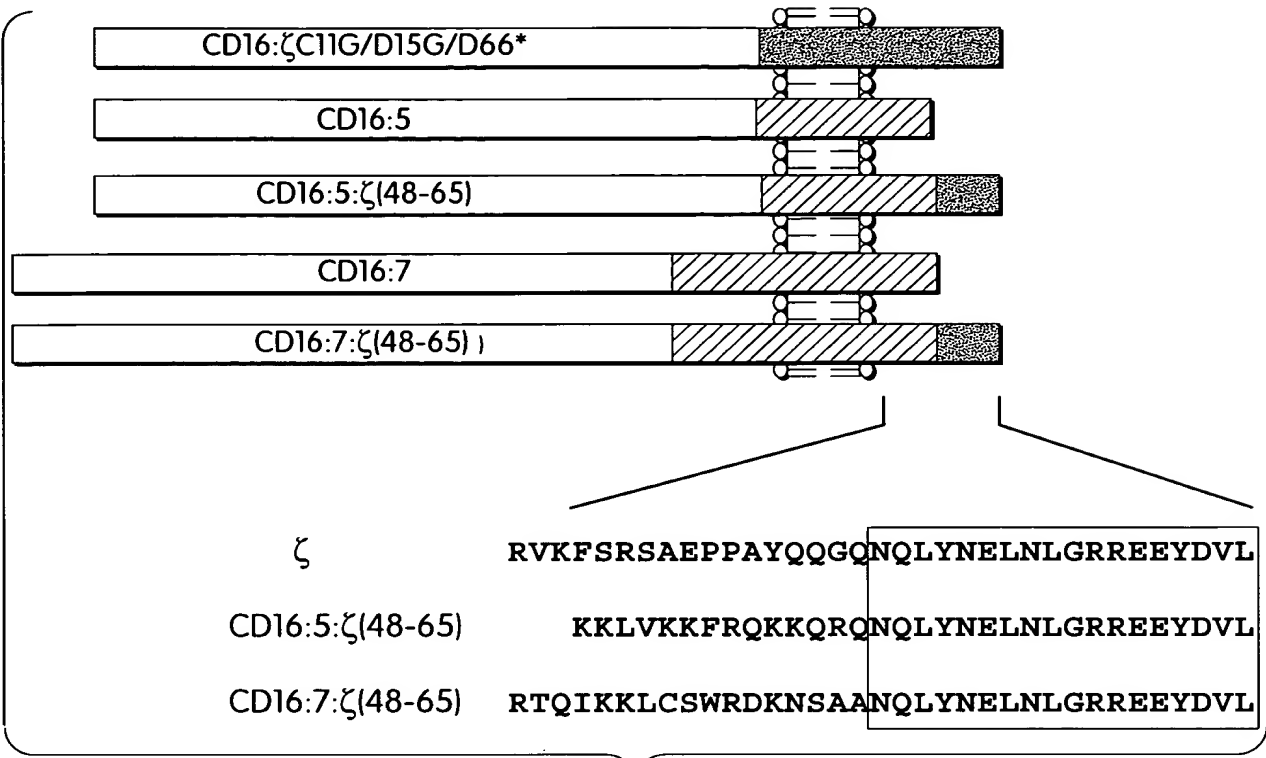 CD16:ζC11G/D15G/D66*
CD16:5
CD16:5:ζ(48-65)
CD16:7
CD16:7:ζ(48-65) )
ζ RVKFSRSAEPPAYQQGQNQLYNELNLGRREEYDVL
CD16:5:ζ(48-65) KKLVKKFRQKKQRQNQLYNELNLGRREEYDVL
CD16:7:ζ(48-65) RTQIKKLCSWRDKNSAANQLYNELNLGRREEYDVL